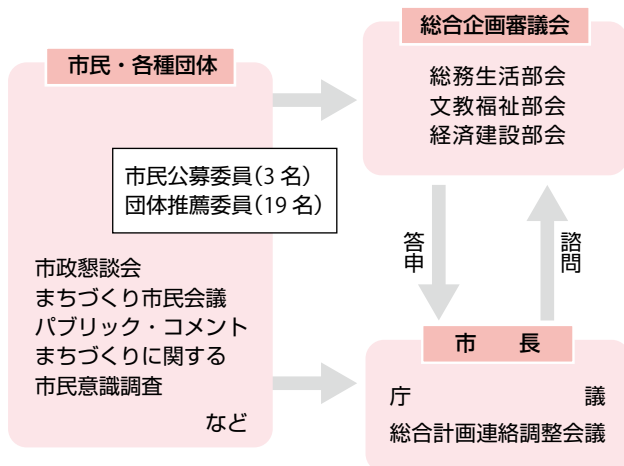 市民・各種団体
市民公募委員(3名)
団体推薦委員(19名)
市政懇談会
まちづくり市民会議
パブリック・コメント
まちづくりに関する
市民意識調査
など
総合企画審議会
総務生活部会
文教福祉部会
経済建設部会
答申
諮問
市　長
庁　議
総合計画連絡調整会議